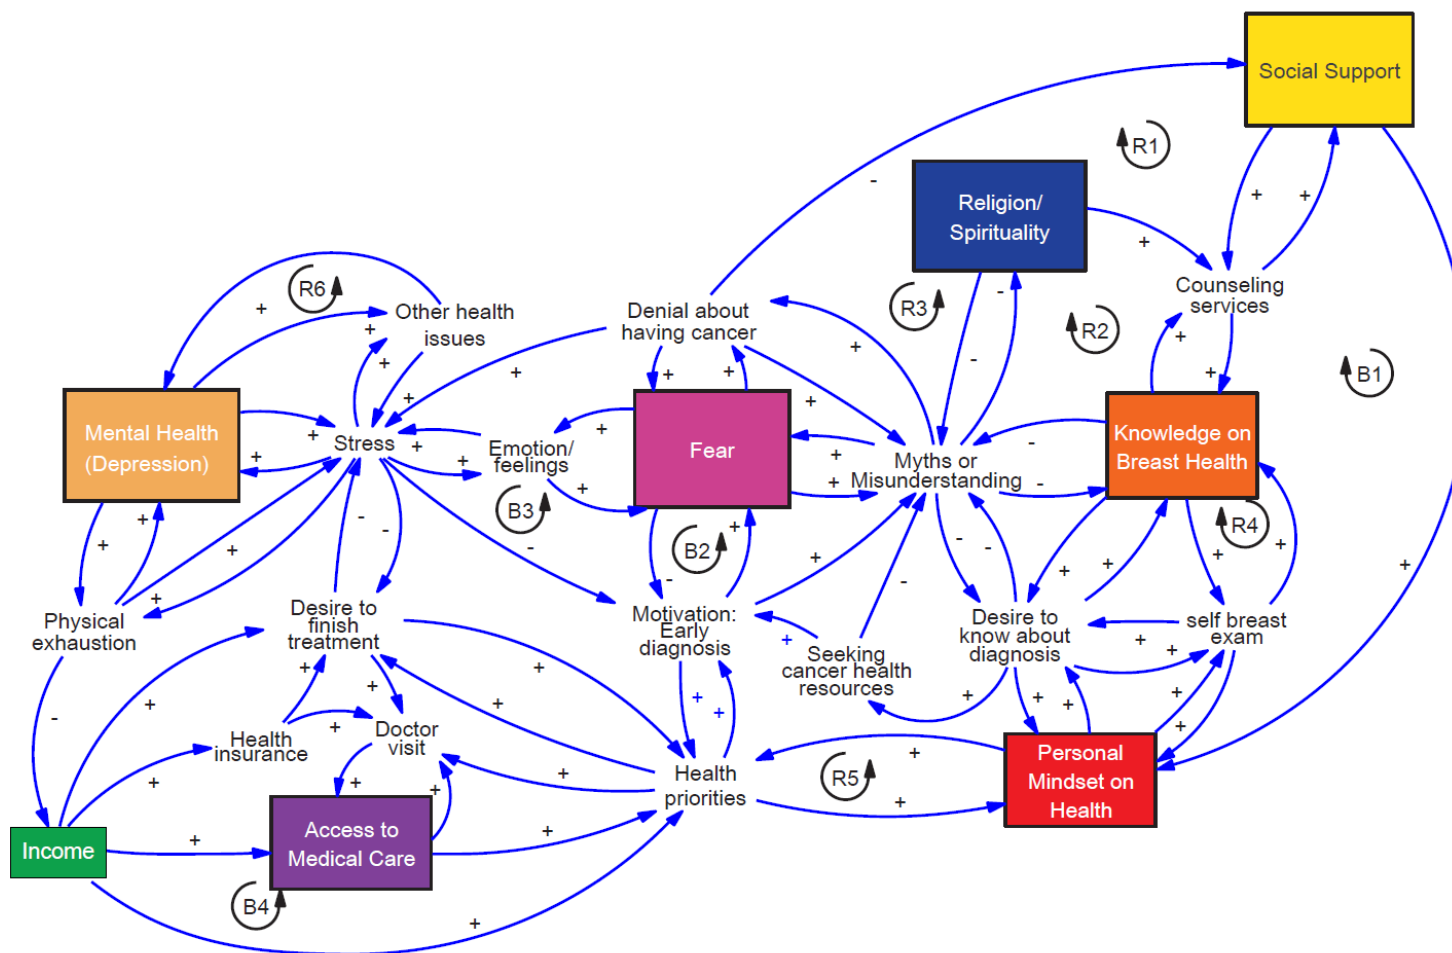 Social Support
R1
Religion/
Spirituality
Counseling
services
R6
Other health
issues
Denial about
having cancer
R3
R2
B1
Mental Health
(Depression)
Stress
Emotion/
feelings
Fear
Myths or
Misunderstanding
Knowledge on
Breast Health
B3
B2
R4
Physical
exhaustion
Desire to
finish
treatment
Motivation:
Early
diagnosis
Seeking
cancer health
resources
Desire to
know about
diagnosis
self breast
exam
Health
insurance
Doctor
visit
Health
priorities
R5
Personal
Mindset on
Health
Income
Access to
Medical Care
B4